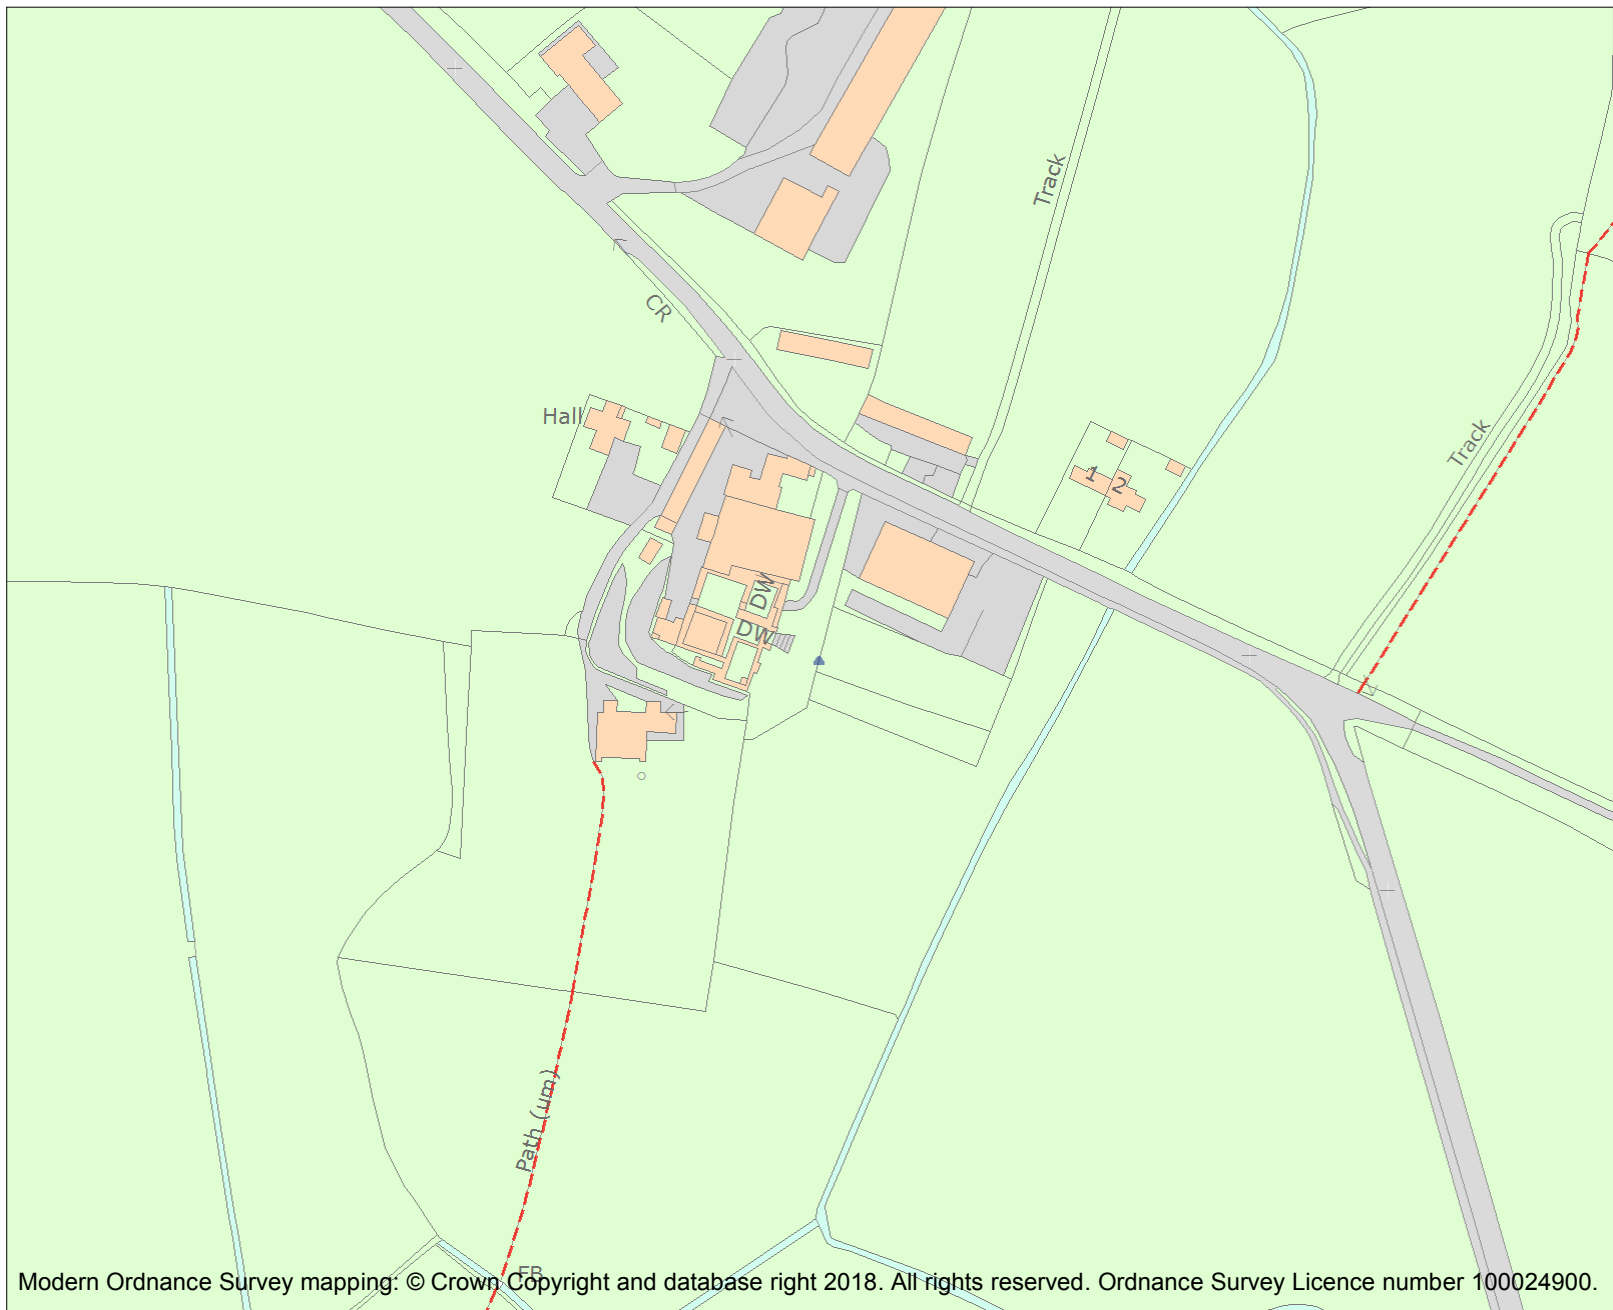 Track
CR
Hall
Track
1
2
DW
DW
Path (um)
FB
Modern Ordnance Survey mapping: © Crown Copyright and database right 2018. All rights reserved. Ordnance Survey Licence number 100024900.